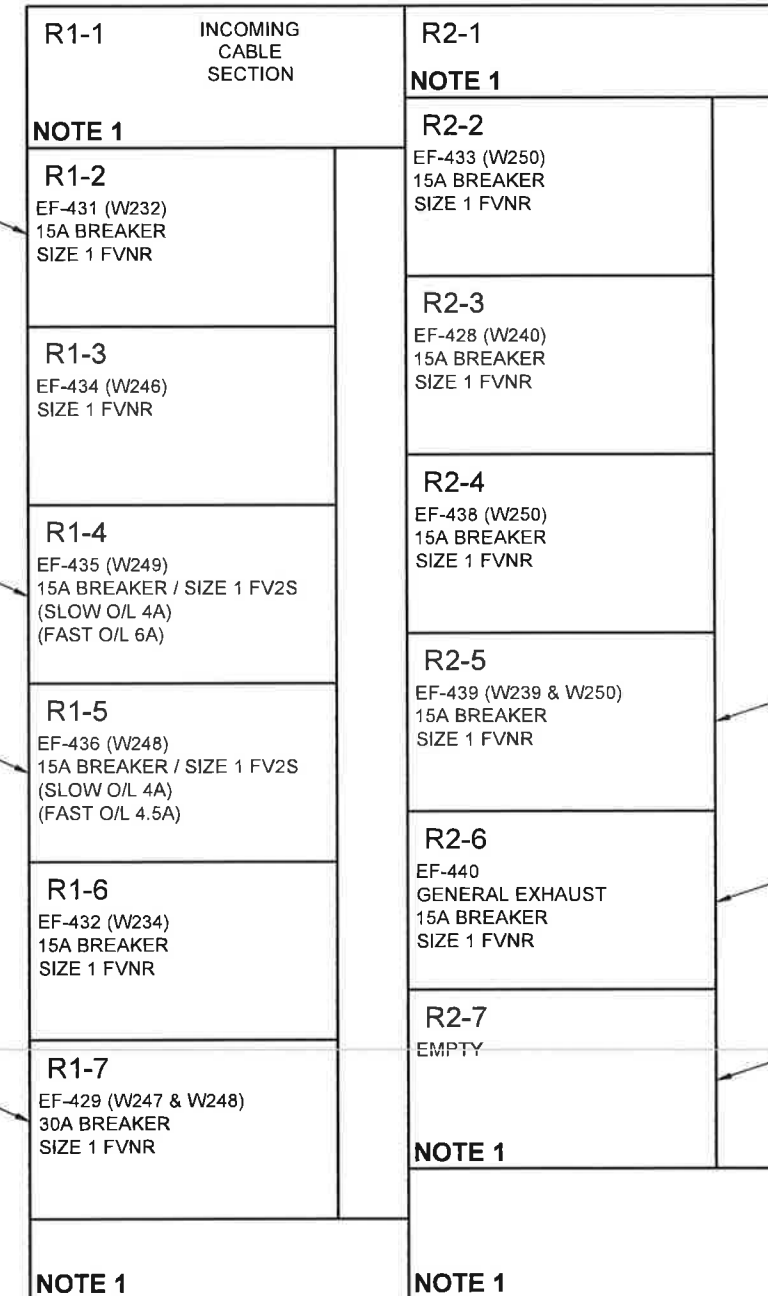 R1-1
INCOMING
CABLE
SECTION
NOTE 1
R1-2
EF-431 (W232)
15A BREAKER
SIZE 1 FVNR
R1-3
EF-434 (W246)
SIZE 1 FVNR
R1-4
EF-435 (W249)
15A BREAKER / SIZE 1 FV2S
(SLOW O/L 4A)
(FAST O/L 6A)
R1-5
EF-436 (W248)
15A BREAKER / SIZE 1 FV2S
(SLOW O/L 4A)
(FAST O/L 4.5A)
R1-6
EF-432 (W234)
15A BREAKER
SIZE 1 FVNR
R1-7
EF-429 (W247 & W248)
30A BREAKER
SIZE 1 FVNR
NOTE 1
R2-1
NOTE 1
R2-2
EF-433 (W250)
15A BREAKER
SIZE 1 FVNR
R2-3
EF-428 (W240)
15A BREAKER
SIZE 1 FVNR
R2-4
EF-438 (W250)
15A BREAKER
SIZE 1 FVNR
R2-5
EF-439 (W239 & W250)
15A BREAKER
SIZE 1 FVNR
R2-6
EF-440
GENERAL EXHAUST
15A BREAKER
SIZE 1 FVNR
R2-7
EMPTY
NOTE 1
NOTE 1